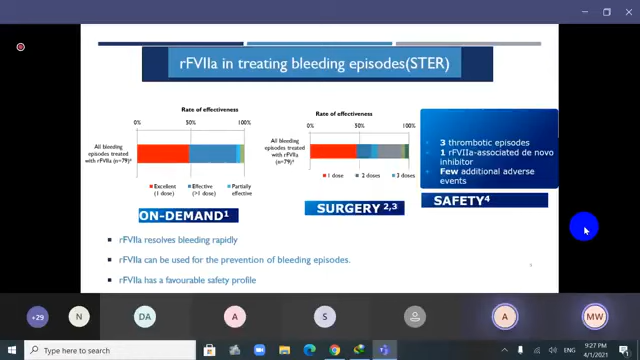 rFVIIa in treating bleeding episodes(STER)
Rate of effectiveness
0% 50% 100%
All bleeding
episodes treated
with rFVIIa (n=79)⁴
Excellent
(1 dose)
Effective
(>1 dose)
Partially
effective
ON-DEMAND¹
Rate of effectiveness
0% 50% 100%
All bleeding
episodes treated
with rFVIIa
(n=79)⁴
1 dose 2 doses 3 doses
SURGERY ²,³
3 thrombotic episodes
1 rFVIIa-associated de novo
inhibitor
Few additional adverse
events
SAFETY⁴
rFVIIa resolves bleeding rapidly
rFVIIa can be used for the prevention of bleeding episodes.
rFVIIa has a favourable safety profile
+29 N DA A S A MW
Type here to search
ENG
9:27 PM
4/1/2021